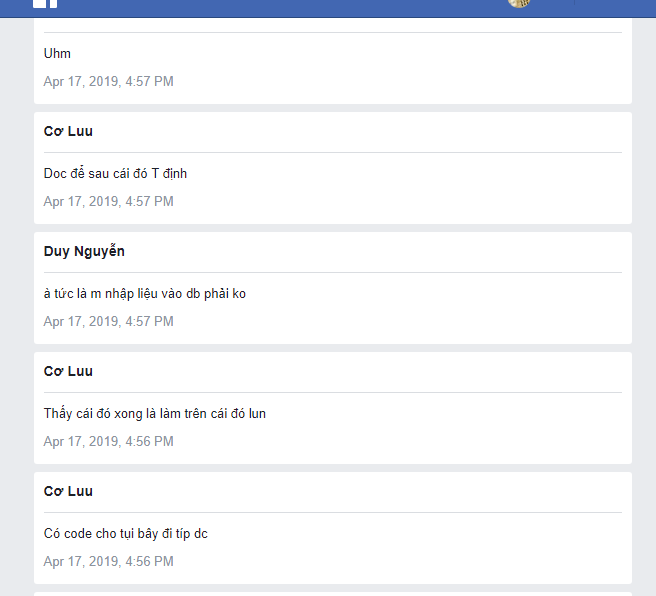 Uhm
Apr 17, 2019, 4:57 PM
Cơ Luu
Doc để sau cái đó T định
Apr 17, 2019, 4:57 PM
Duy Nguyễn
à tức là m nhập liệu vào db phải ko
Apr 17, 2019, 4:57 PM
Cơ Luu
Thấy cái đó xong là làm trên cái đó lun
Apr 17, 2019, 4:56 PM
Cơ Luu
Có code cho tụi bây đi típ dc
Apr 17, 2019, 4:56 PM